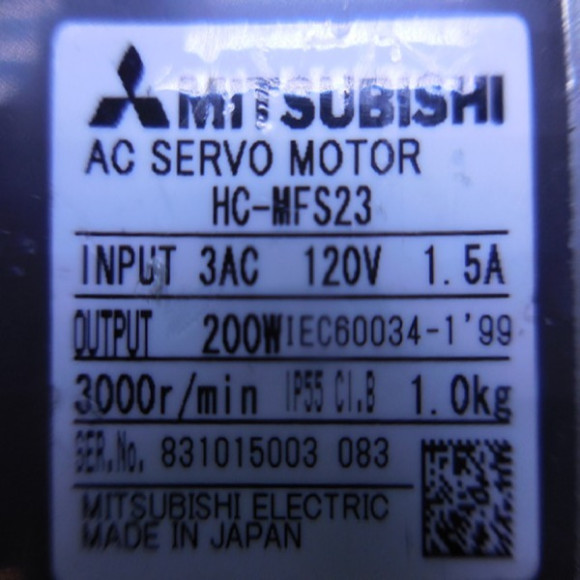 MITSUBISHI
AC SERVO MOTOR
HC-MFS23
INPUT 3AC 120V 1.5A
OUTPUT 200W IEC60034-1'99
3000r/min IP55 CI.B 1.0kg
SER.No. 831015003 083
MITSUBISHI ELECTRIC
MADE IN JAPAN